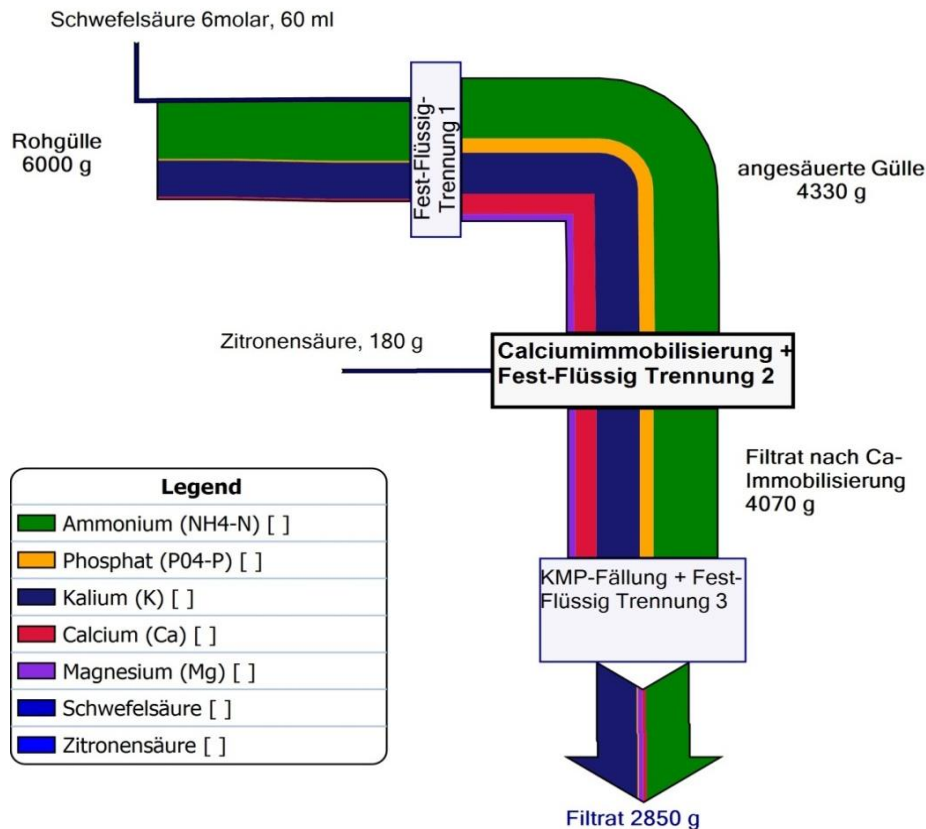 Schwefelsäure 6molar, 60 ml
Rohgülle
6000 g
Fest-Flüssig-
Trennung 1
angesäuerte Gülle
4330 g
Zitronensäure, 180 g
Calciumimmobilisierung +
Fest-Flüssig Trennung 2
Filtrat nach Ca-
Immobilisierung
4070 g
Legend
Ammonium (NH4-N) [ ]
Phosphat (P04-P) [ ]
Kalium (K) [ ]
Calcium (Ca) [ ]
Magnesium (Mg) [ ]
Schwefelsäure [ ]
Zitronensäure [ ]
KMP-Fällung + Fest-
Flüssig Trennung 3
Filtrat 2850 g